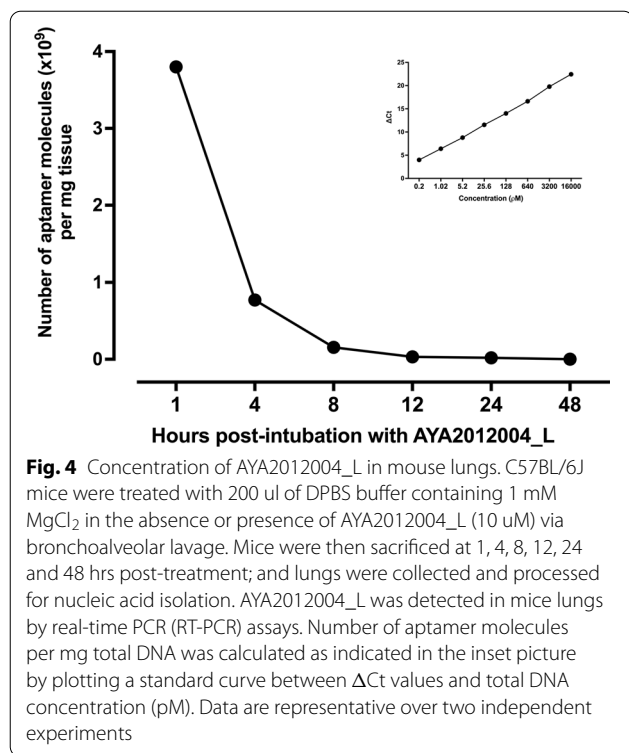 Number of aptamer molecules (x10⁹)
per mg tissue
4
3
2
1
0
1 4 8 12 24 48
Hours post-intubation with AYA2012004_L
ΔCt
25
20
15
10
5
0
0.2 1.02 5.2 25.6 128 640 3200 16000
Concentration (ρM)
Fig. 4 Concentration of AYA2012004_L in mouse lungs. C57BL/6J
mice were treated with 200 ul of DPBS buffer containing 1 mM
MgCl₂ in the absence or presence of AYA2012004_L (10 uM) via
bronchoalveolar lavage. Mice were then sacrificed at 1, 4, 8, 12, 24
and 48 hrs post-treatment; and lungs were collected and processed
for nucleic acid isolation. AYA2012004_L was detected in mice lungs
by real-time PCR (RT-PCR) assays. Number of aptamer molecules
per mg total DNA was calculated as indicated in the inset picture
by plotting a standard curve between ΔCt values and total DNA
concentration (pM). Data are representative over two independent
experiments